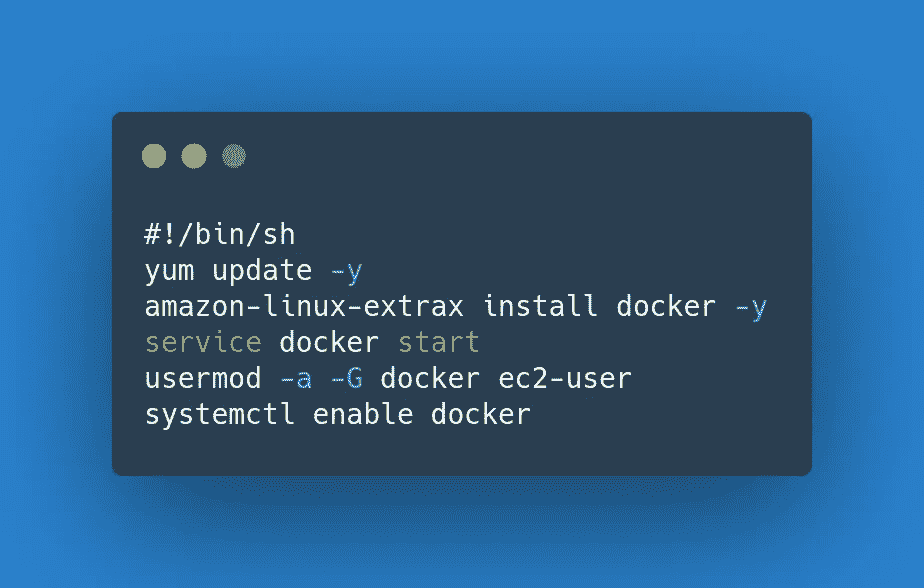 #!/bin/sh
yum update -y
amazon-linux-extrax install docker -y
service docker start
usermod -a -G docker ec2-user
systemctl enable docker